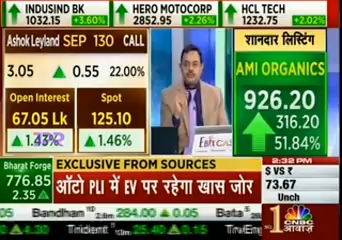 INDUSIND BK
1032.15 +3.60%
HERO MOTOCORP
2852.95 +2.26%
HCL TECH
1232.75 +2.02%
Ashok Leyland SEP 130 CALL
3.05 0.55 22.00%
Open Interest
67.05 Lk
1.43%
Spot
125.10
1.46%
शानदार लिस्टिंग
AMI ORGANICS
926.20
316.20
51.84%
Bharat Forge
776.85
2.35
EXCLUSIVE FROM SOURCES
ऑटो PLI में EV पर रहेगा खास जोर
2:32 PM
$ VS ₹
73.67
Unch
Bandhan 284.00 0.05 Bata
1 CNBC
आवाज़